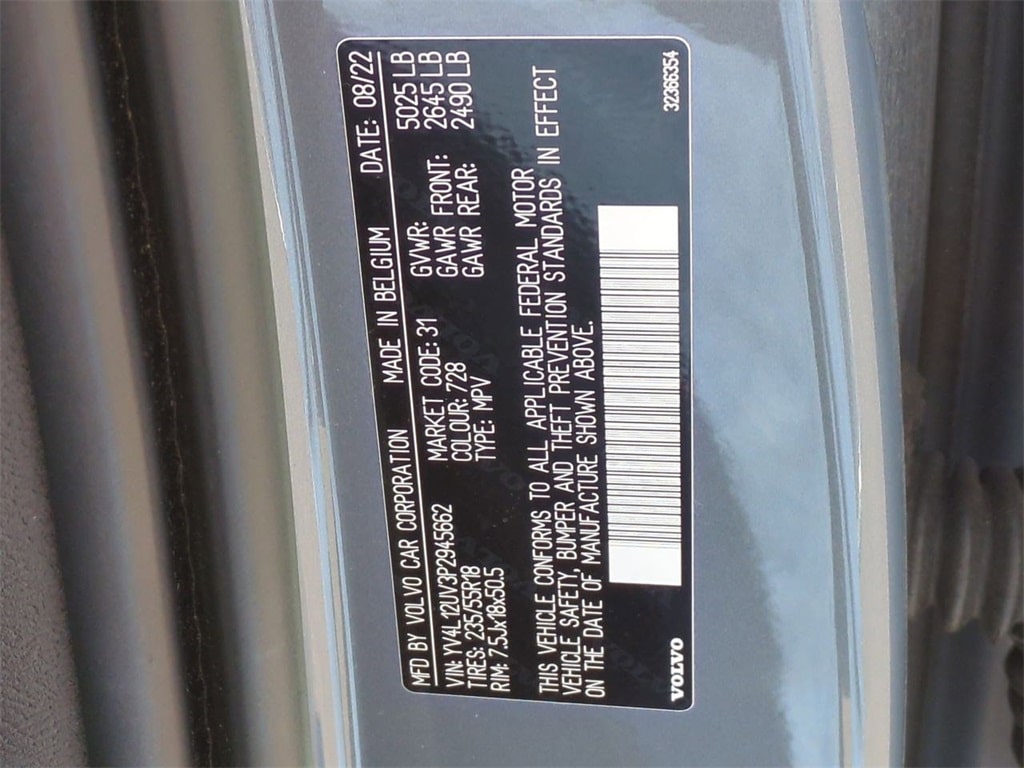 MFD BY VOLVO CAR CORPORATION MADE IN BELGIUM DATE: 08/22
VIN: YV4L12UV3P2945662 MARKET CODE: 31 GVWR: 5025 LB
TIRES: 235/55R18 COLOUR: 728 GAWR FRONT: 2645 LB
RIM: 7.5Jx18x50.5 TYPE: MPV GAWR REAR: 2490 LB
THIS VEHICLE CONFORMS TO ALL APPLICABLE FEDERAL MOTOR
VEHICLE SAFETY, BUMPER AND THEFT PREVENTION STANDARDS IN EFFECT
ON THE DATE OF MANUFACTURE SHOWN ABOVE.
VOLVO 32366354